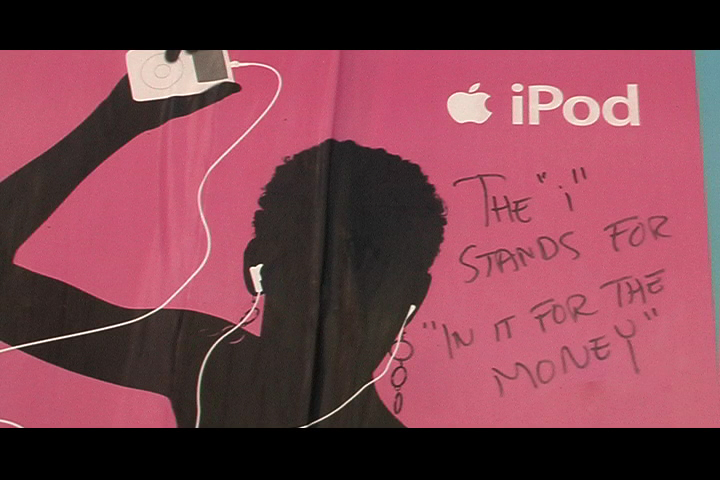 iPod
THE "i"
STANDS FOR
"IN IT FOR THE
MONEY"